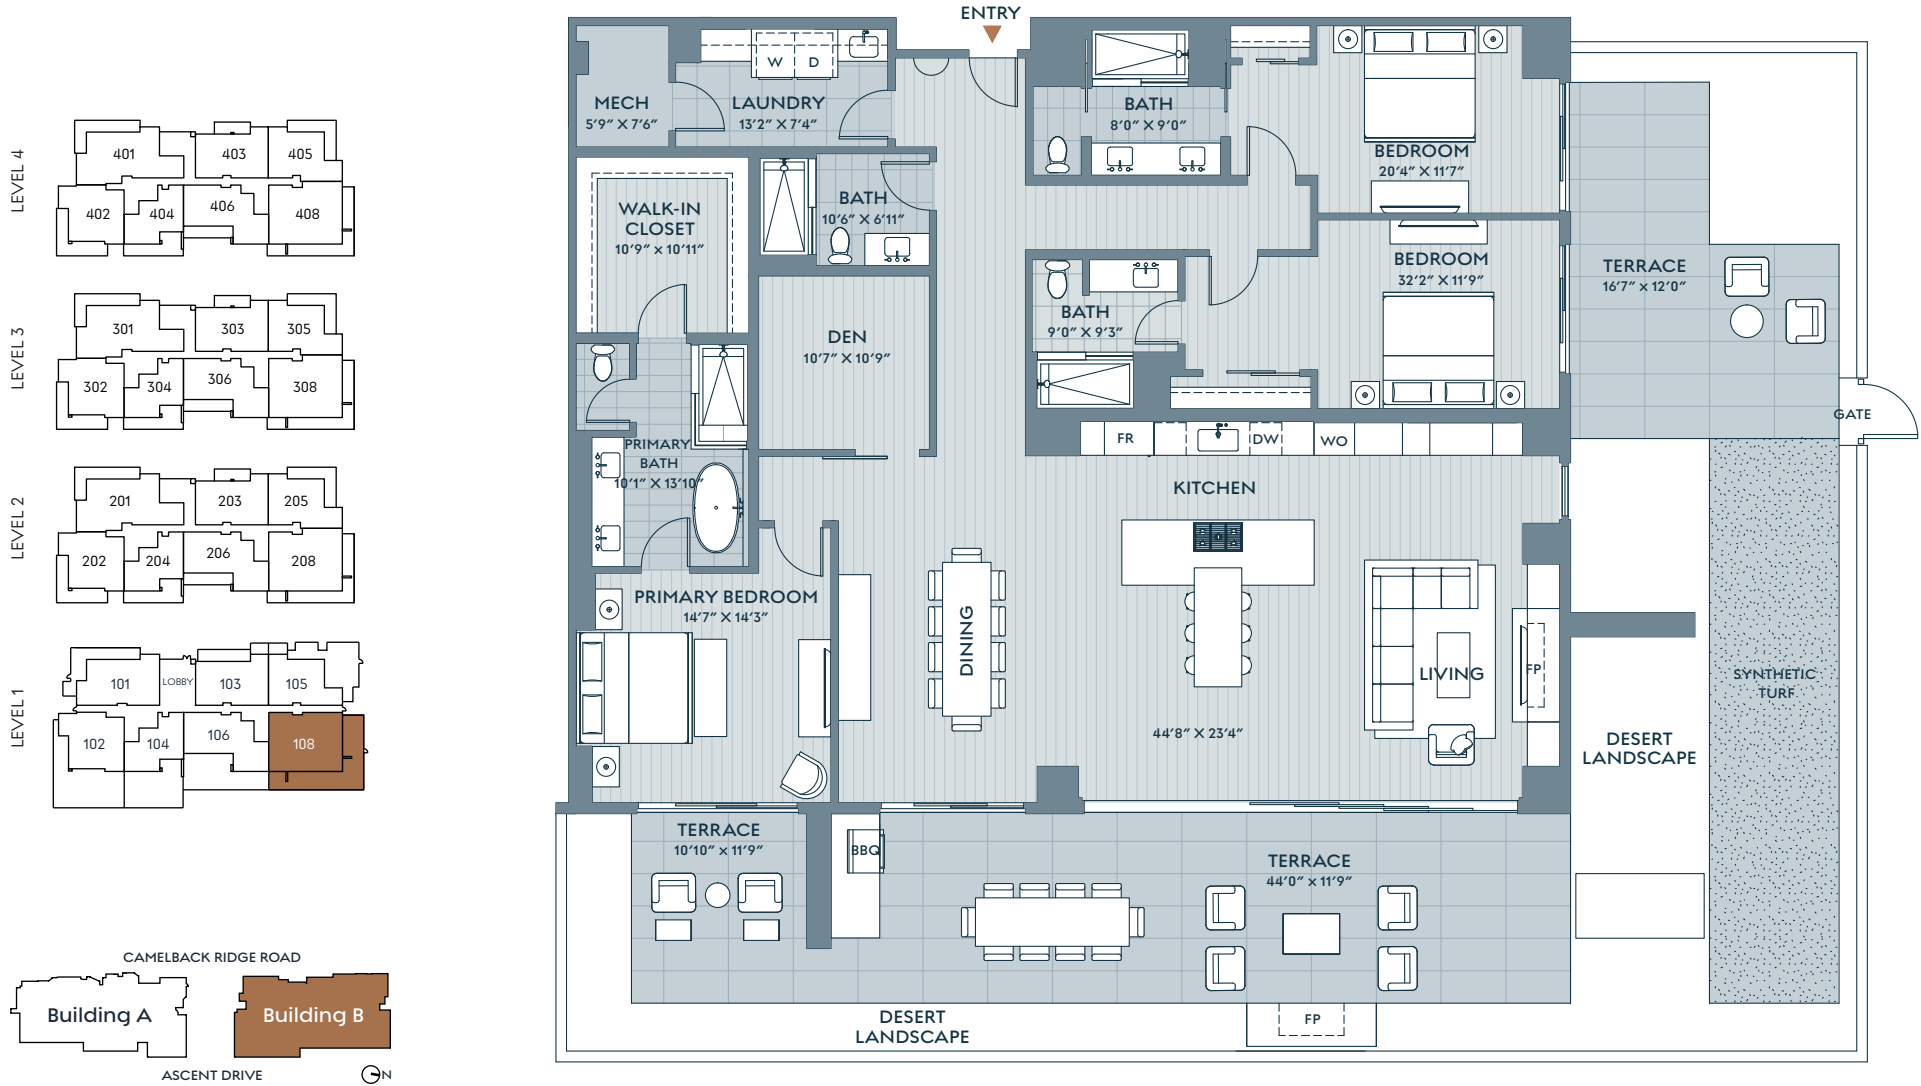 LEVEL 4
401
403
405
402
404
406
408
LEVEL 3
301
303
305
302
304
306
308
LEVEL 2
201
203
205
202
204
206
208
LEVEL 1
101
LOBBY
103
105
102
104
106
108
CAMELBACK RIDGE ROAD
Building A
Building B
ASCENT DRIVE
N
ENTRY
MECH
5'9" X 7'6"
W
D
LAUNDRY
13'2" X 7'4"
BATH
8'0" X 9'0"
BEDROOM
20'4" X 11'7"
WALK-IN
CLOSET
10'9" X 10'11"
BATH
10'6" X 6'11"
BEDROOM
32'2" X 11'9"
TERRACE
16'7" X 12'0"
BATH
9'0" X 9'3"
DEN
10'7" X 10'9"
GATE
FR
DW
WO
PRIMARY
BATH
10'1" X 13'10"
KITCHEN
PRIMARY BEDROOM
14'7" X 14'3"
DINING
LIVING
FP
SYNTHETIC
TURF
44'8" X 23'4"
DESERT
LANDSCAPE
TERRACE
10'10" X 11'9"
BBQ
TERRACE
44'0" X 11'9"
DESERT
LANDSCAPE
FP